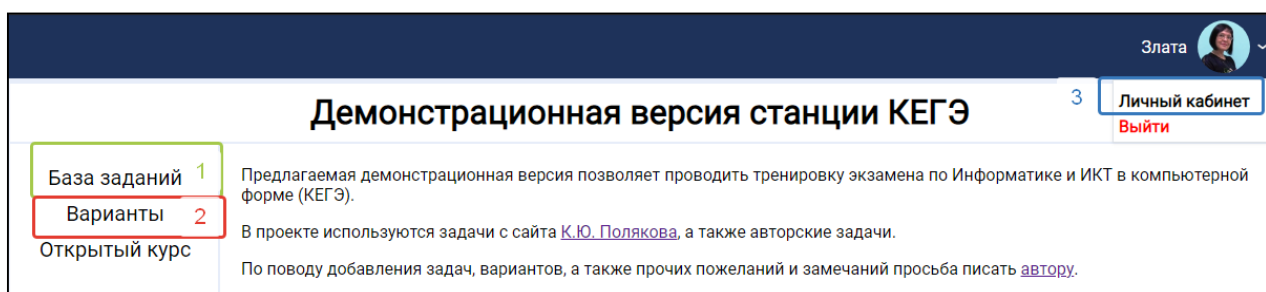 Злата
Демонстрационная версия станции КЕГЭ
3
Личный кабинет
Выйти
База заданий 1
Варианты 2
Открытый курс
Предлагаемая демонстрационная версия позволяет проводить тренировку экзамена по Информатике и ИКТ в компьютерной
форме (КЕГЭ).
В проекте используются задачи с сайта К.Ю. Полякова, а также авторские задачи.
По поводу добавления задач, вариантов, а также прочих пожеланий и замечаний просьба писать автору.